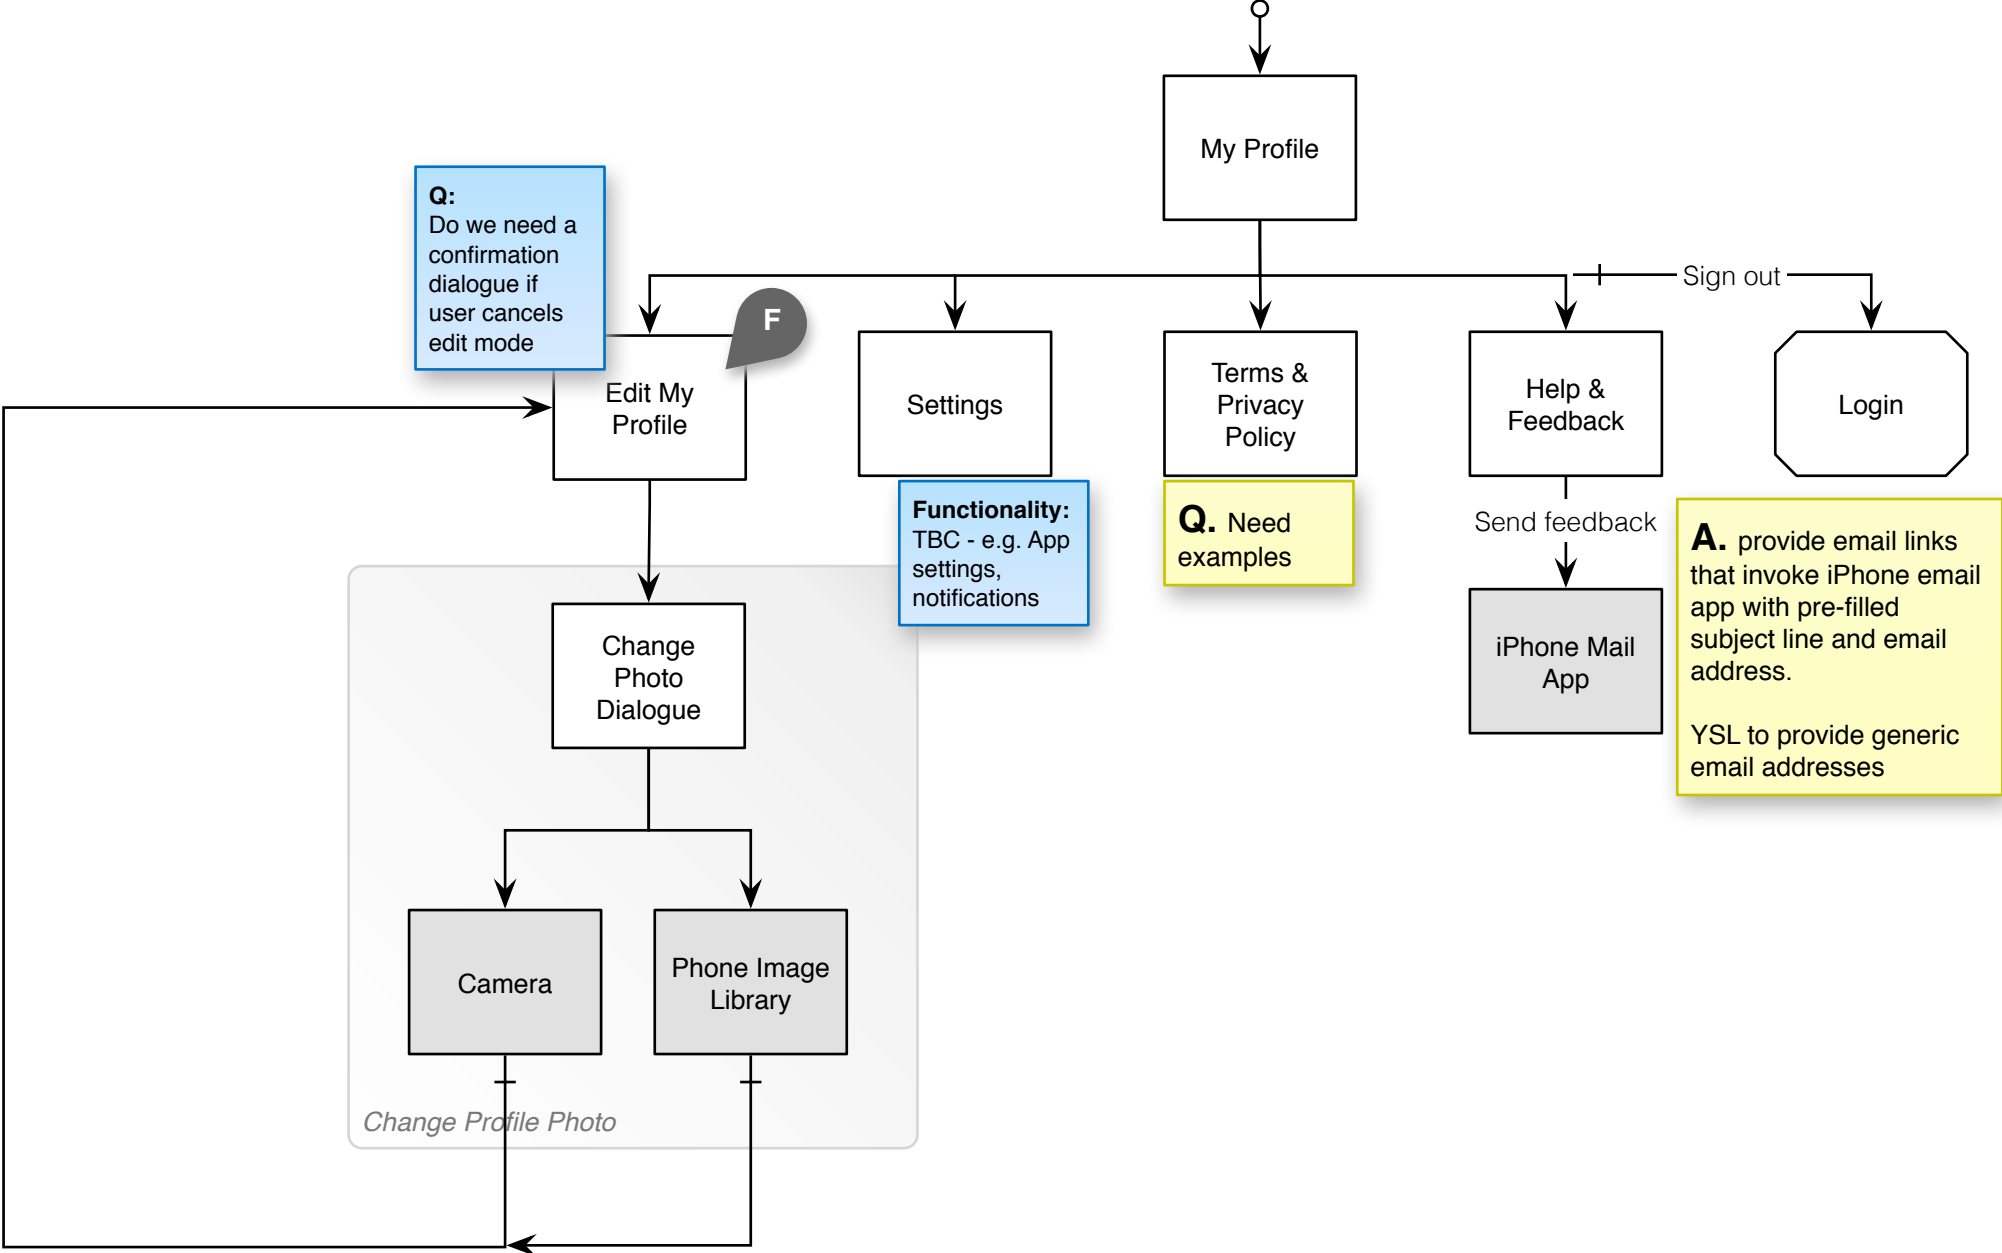 My Profile
Q:
Do we need a
confirmation
dialogue if
user cancels
edit mode
F
Sign out
Edit My
Profile
Settings
Terms &
Privacy
Policy
Help &
Feedback
Login
Functionality:
TBC - e.g. App
settings,
notifications
Q. Need
examples
Send feedback
A. provide email links
that invoke iPhone email
app with pre-filled
subject line and email
address.
YSL to provide generic
email addresses
iPhone Mail
App
Change
Photo
Dialogue
Camera
Phone Image
Library
Change Profile Photo